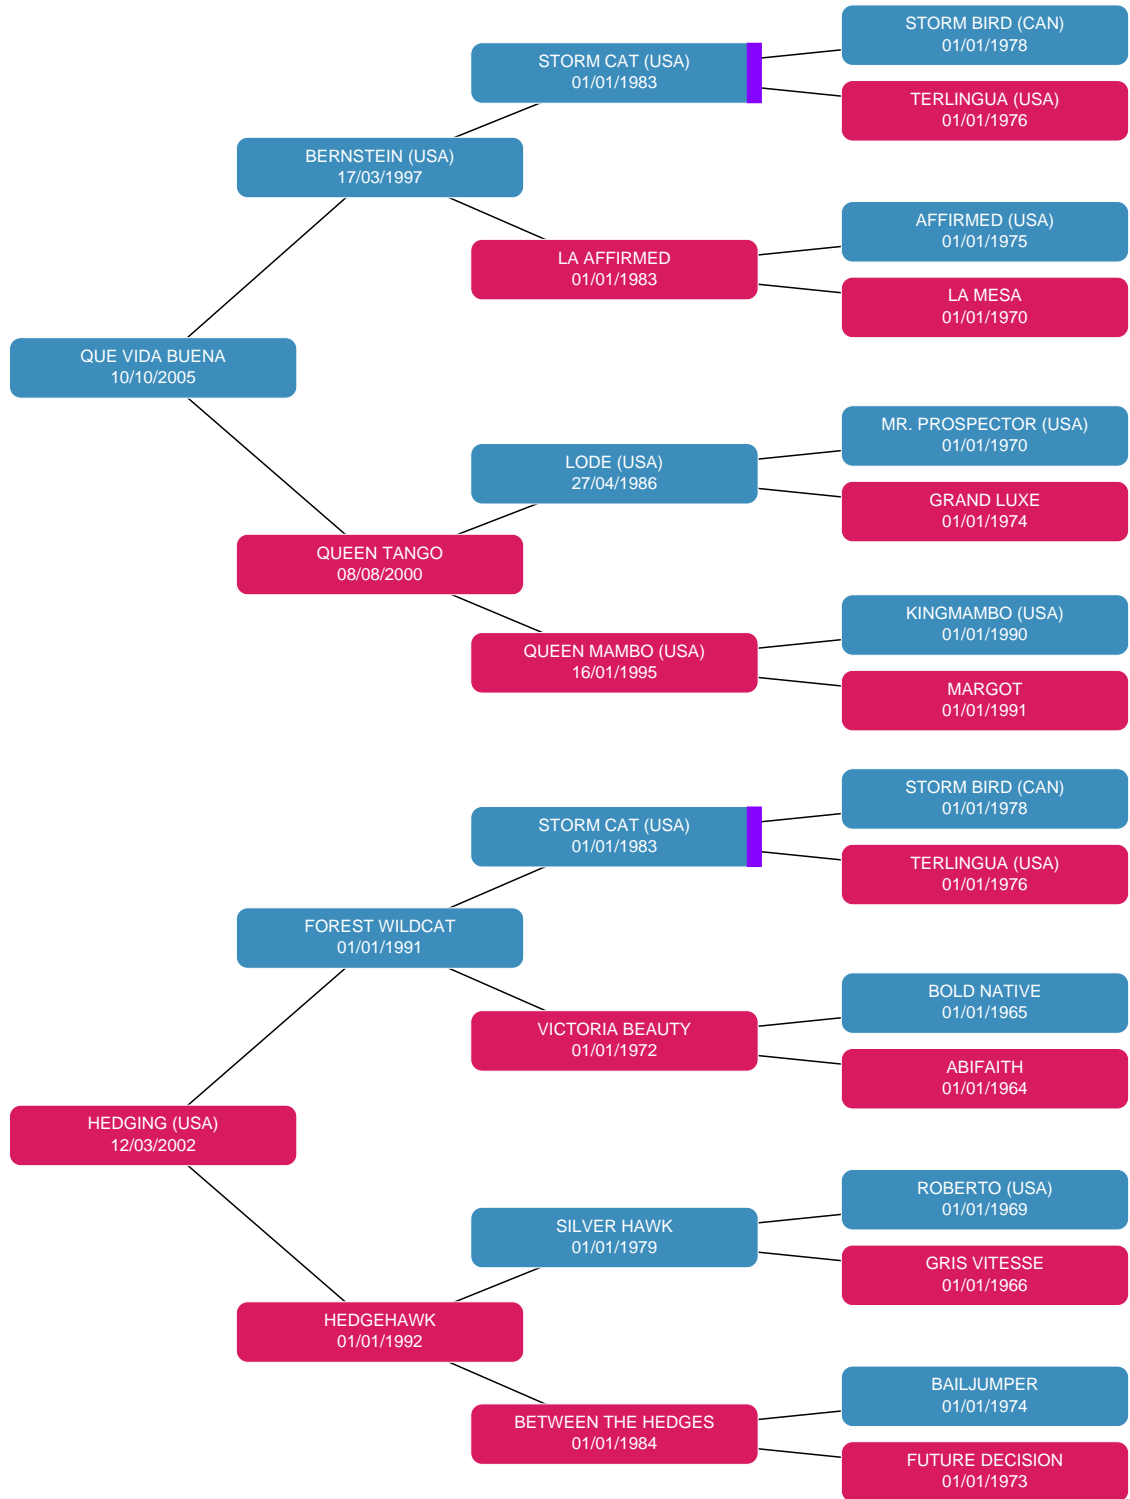 STORM BIRD (CAN)
01/01/1978
STORM CAT (USA)
01/01/1983
TERLINGUA (USA)
01/01/1976
BERNSTEIN (USA)
17/03/1997
AFFIRMED (USA)
01/01/1975
LA AFFIRMED
01/01/1983
LA MESA
01/01/1970
QUE VIDA BUENA
10/10/2005
MR. PROSPECTOR (USA)
01/01/1970
LODE (USA)
27/04/1986
GRAND LUXE
01/01/1974
QUEEN TANGO
08/08/2000
KINGMAMBO (USA)
01/01/1990
QUEEN MAMBO (USA)
16/01/1995
MARGOT
01/01/1991
STORM BIRD (CAN)
01/01/1978
STORM CAT (USA)
01/01/1983
TERLINGUA (USA)
01/01/1976
FOREST WILDCAT
01/01/1991
BOLD NATIVE
01/01/1965
VICTORIA BEAUTY
01/01/1972
ABIFAITH
01/01/1964
HEDGING (USA)
12/03/2002
ROBERTO (USA)
01/01/1969
SILVER HAWK
01/01/1979
GRIS VITESSE
01/01/1966
HEDGEHAWK
01/01/1992
BAILJUMPER
01/01/1974
BETWEEN THE HEDGES
01/01/1984
FUTURE DECISION
01/01/1973